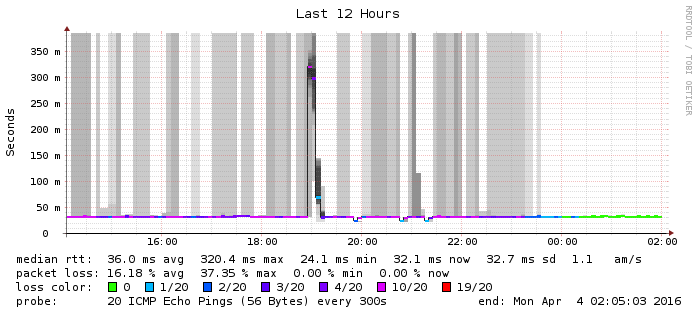 Last 12 Hours
RRDTOOL / TOBI OETIKER
Seconds
350 m
300 m
250 m
200 m
150 m
100 m
50 m
0
16:00 18:00 20:00 22:00 00:00 02:00
median rtt: 36.0 ms avg 320.4 ms max 24.1 ms min 32.1 ms now 32.7 ms sd 1.1 am/s
packet loss: 16.18 % avg 37.35 % max 0.00 % min 0.00 % now
loss color: 0 1/20 2/20 3/20 4/20 10/20 19/20
probe: 20 ICMP Echo Pings (56 Bytes) every 300s end: Mon Apr 4 02:05:03 2016